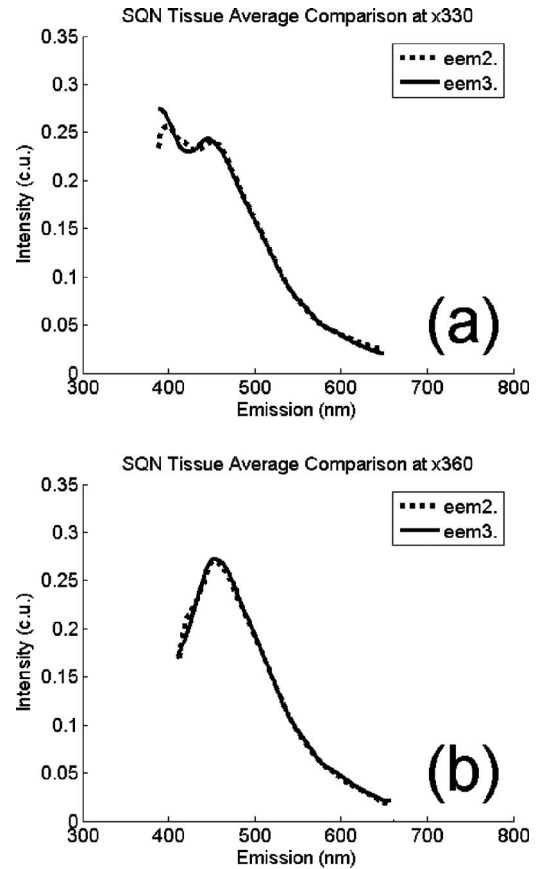 SQN Tissue Average Comparison at x330
0.35
0.3
0.25
0.2
0.15
0.1
0.05
0
Intensity (c.u.)
eem2.
eem3.
(a)
300 400 500 600 700 800
Emission (nm)
SQN Tissue Average Comparison at x360
0.35
0.3
0.25
0.2
0.15
0.1
0.05
0
Intensity (c.u.)
eem2.
eem3.
(b)
300 400 500 600 700 800
Emission (nm)